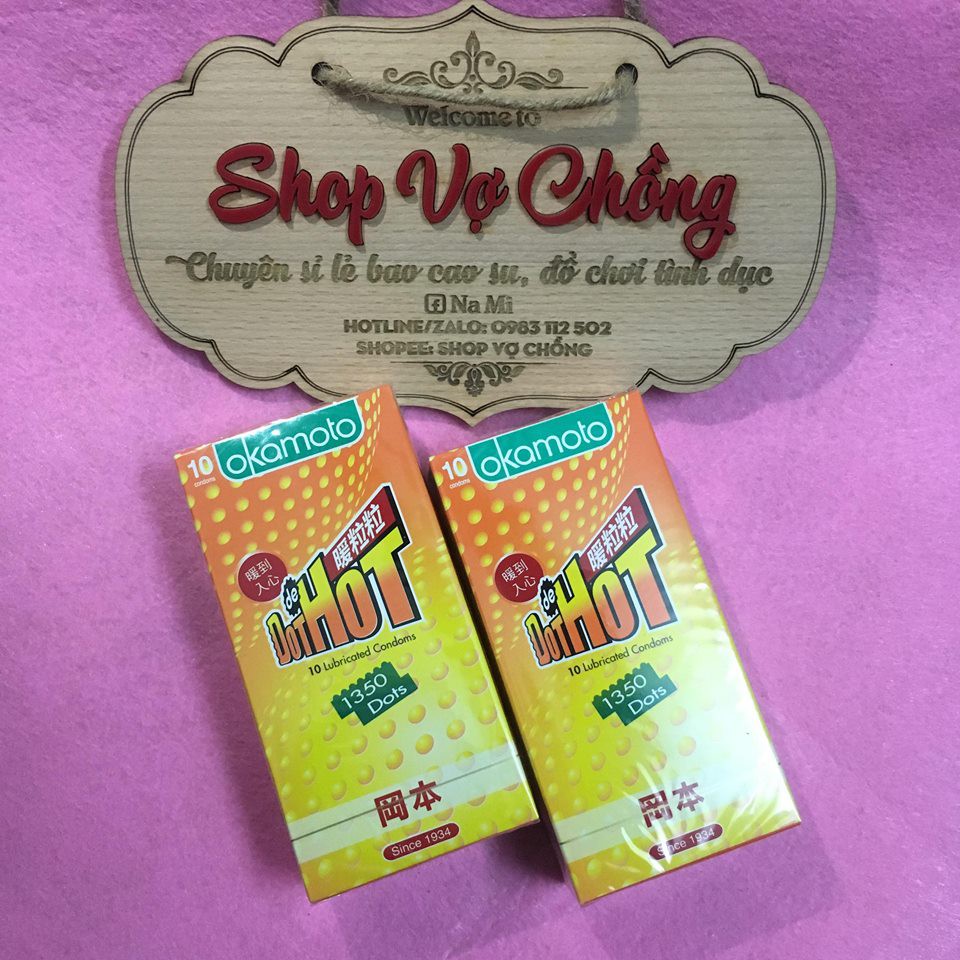 Welcome to
Shop Vợ Chồng
Chuyên sỉ lẻ bao cao su, đồ chơi tình dục
Na Mi
HOTLINE/ZALO: 0983 112 502
SHOPEE: SHOP VỢ CHỒNG
10
condoms
okamoto
暖到
入心
暖粒粒
DOT de HOT
10 Lubricated Condoms
1350
Dots
岡本
Since 1934
10
condoms
okamoto
暖到
入心
暖粒粒
DOT de HOT
10 Lubricated Condoms
1350
Dots
岡本
Since 1934